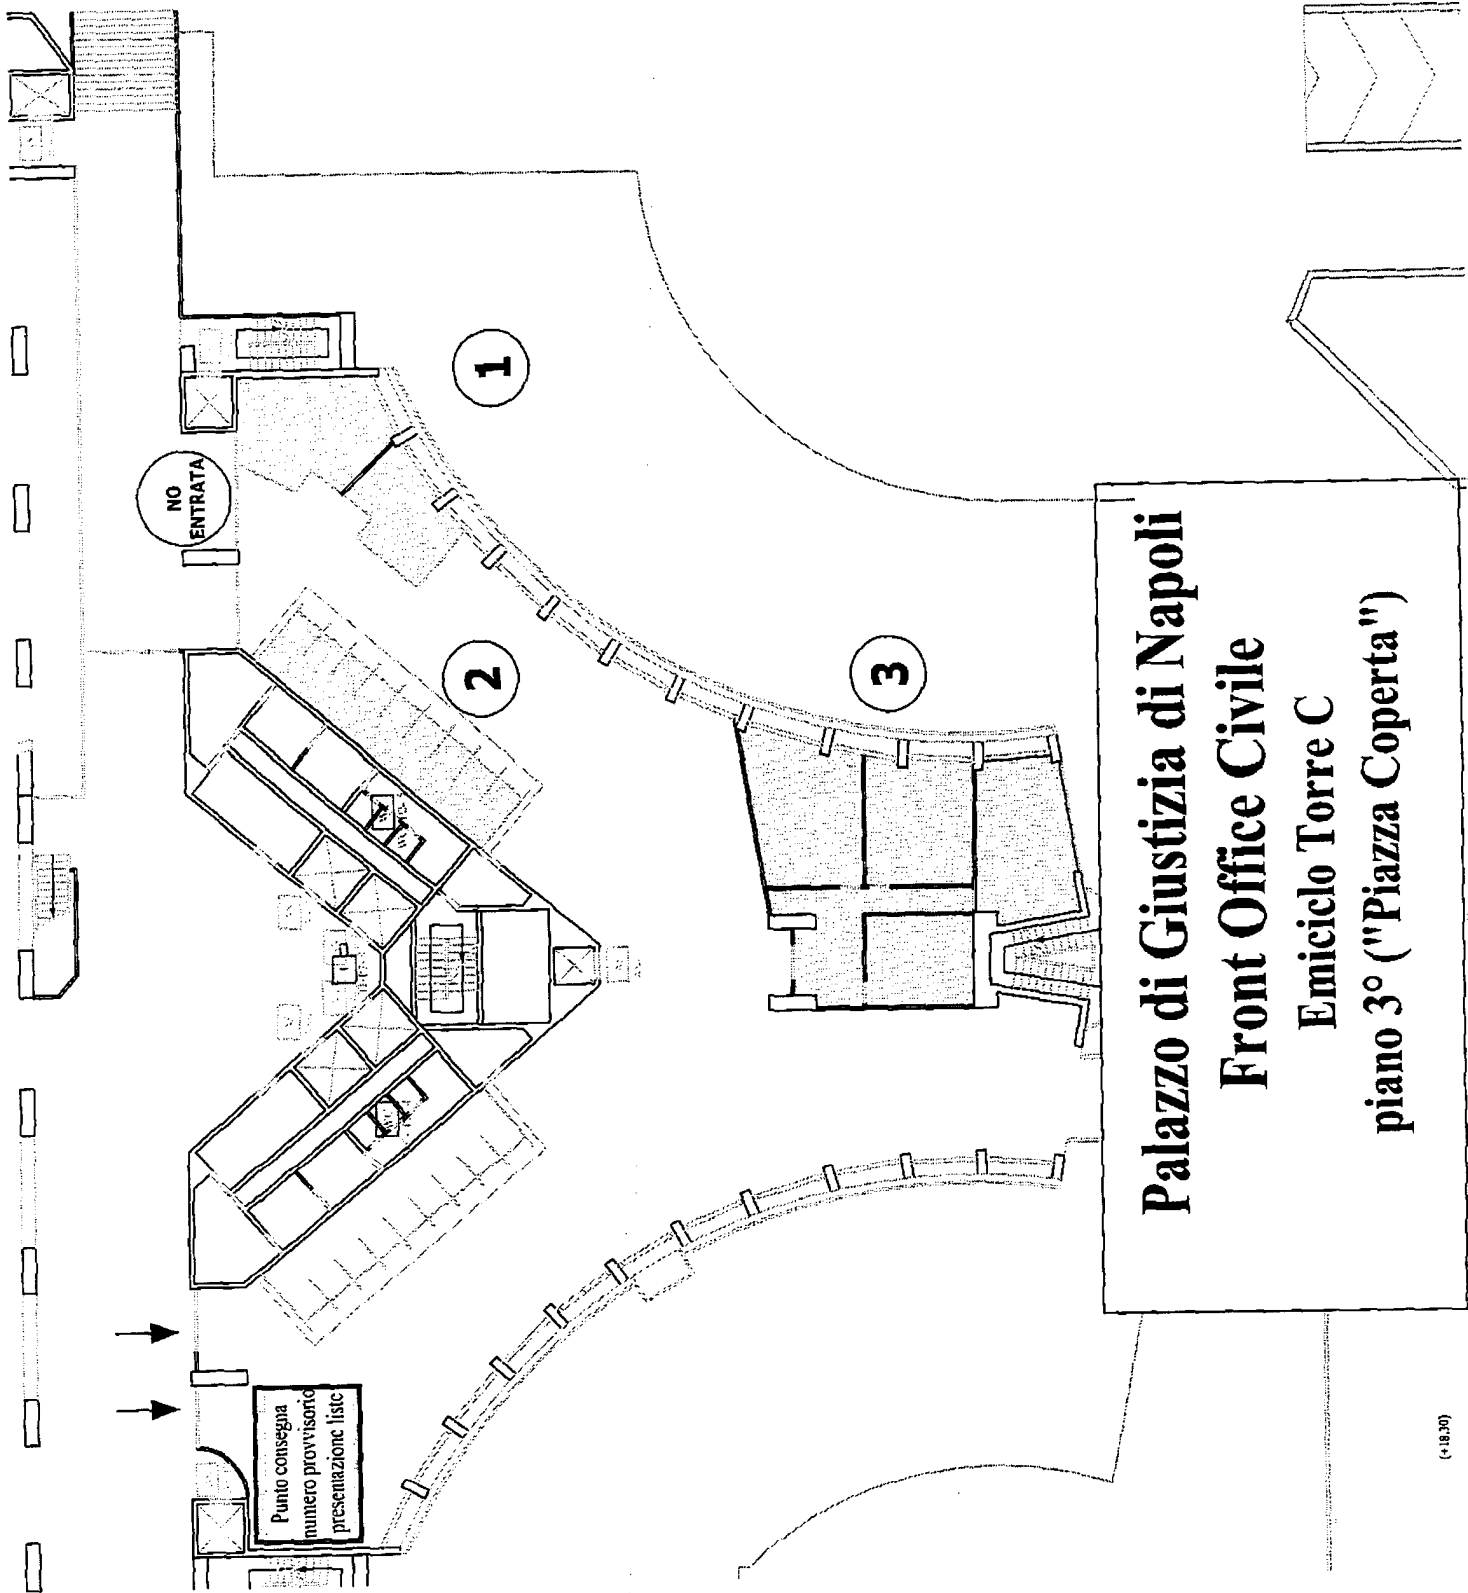 NO
ENTRATA
1
2
3
Punto consegna
numero provvisorio
presentazione liste
Palazzo di Giustizia di Napoli
Front Office Civile
Emiciclo Torre C
piano 3° ("Piazza Coperta")
(+18.30)